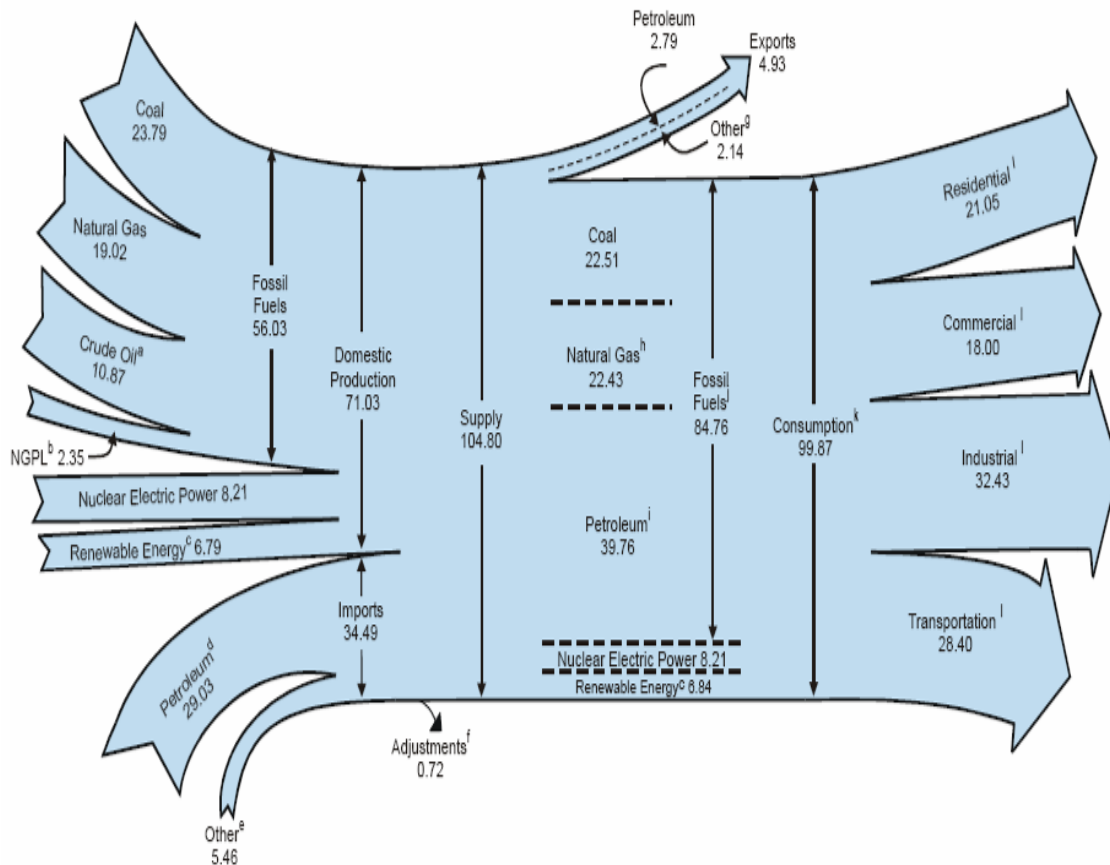 Petroleum
2.79
Exports
4.93
Other^g
2.14
Coal
23.79
Natural Gas
19.02
Crude Oil^a
10.87
NGPL^b 2.35
Nuclear Electric Power 8.21
Renewable Energy^c 6.79
Petroleum^d
29.03
Other^e
5.46
Fossil
Fuels
56.03
Domestic
Production
71.03
Imports
34.49
Adjustments^f
0.72
Supply
104.80
Coal
22.51
Natural Gas^h
22.43
Petroleum^i
39.76
Nuclear Electric Power 8.21
Renewable Energy^c 6.84
Fossil
Fuels^j
84.76
Consumption^k
99.87
Residential^l
21.05
Commercial^l
18.00
Industrial^l
32.43
Transportation^l
28.40